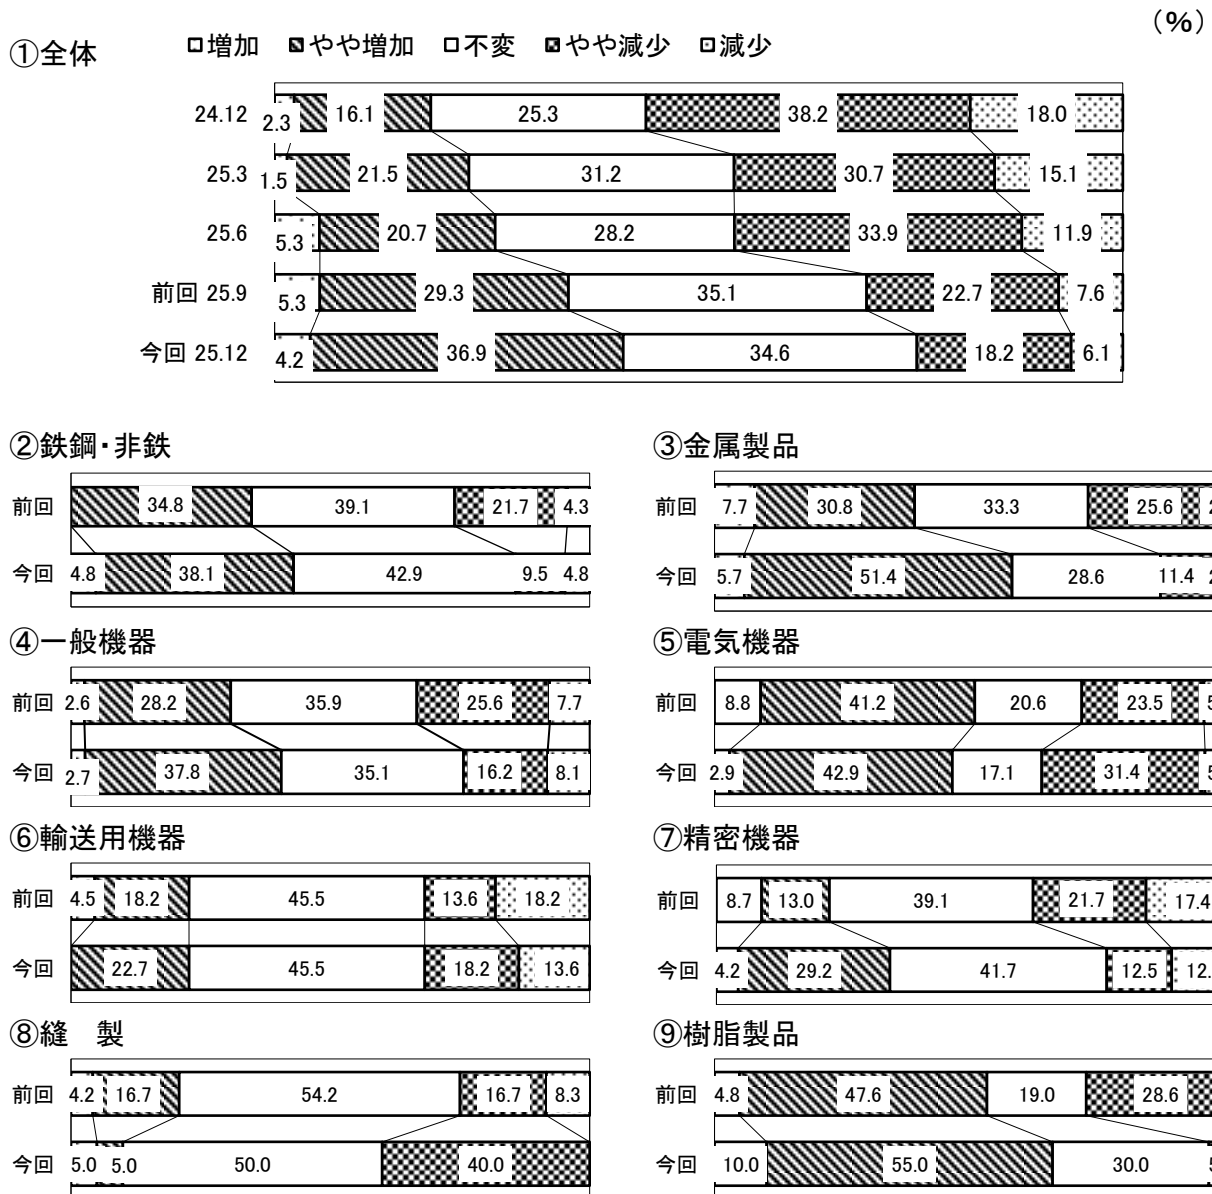 （%）
①全体 増加 やや増加 不変 やや減少 減少
24.12 2.3 16.1 25.3 38.2 18.0
25.3 1.5 21.5 31.2 30.7 15.1
25.6 5.3 20.7 28.2 33.9 11.9
前回 25.9 5.3 29.3 35.1 22.7 7.6
今回 25.12 4.2 36.9 34.6 18.2 6.1
②鉄鋼・非鉄
前回 34.8 39.1 21.7 4.3
今回 4.8 38.1 42.9 9.5 4.8
③金属製品
前回 7.7 30.8 33.3 25.6
今回 5.7 51.4 28.6 11.4
④一般機器
前回 2.6 28.2 35.9 25.6 7.7
今回 2.7 37.8 35.1 16.2 8.1
⑤電気機器
前回 8.8 41.2 20.6 23.5
今回 2.9 42.9 17.1 31.4
⑥輸送用機器
前回 4.5 18.2 45.5 13.6 18.2
今回 22.7 45.5 18.2 13.6
⑦精密機器
前回 8.7 13.0 39.1 21.7 17.4
今回 4.2 29.2 41.7 12.5 12.
⑧縫　製
前回 4.2 16.7 54.2 16.7 8.3
今回 5.0 5.0 50.0 40.0
⑨樹脂製品
前回 4.8 47.6 19.0 28.6
今回 10.0 55.0 30.0